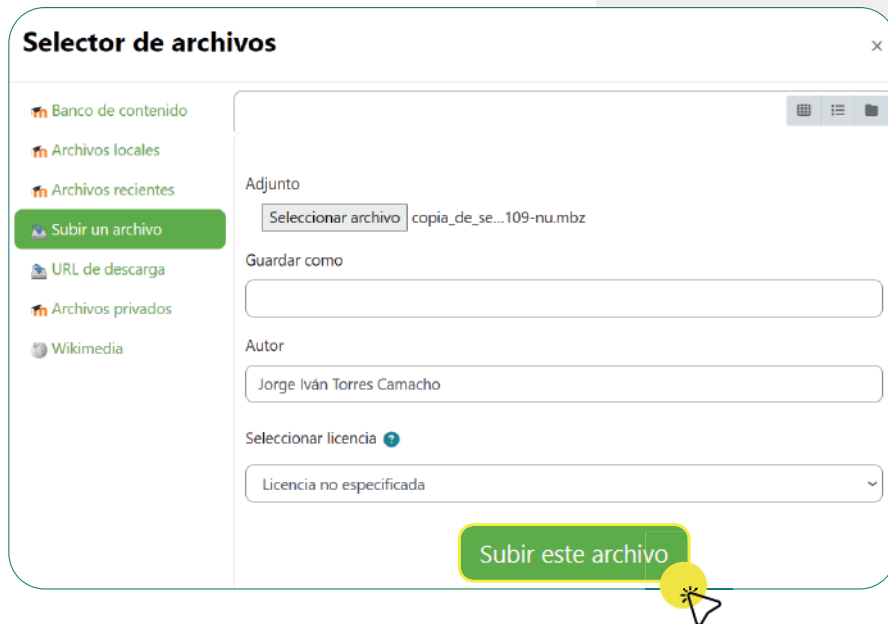 Selector de archivos
×
Banco de contenido
Archivos locales
Archivos recientes
Subir un archivo
URL de descarga
Archivos privados
Wikimedia
Adjunto
Seleccionar archivo copia_de_se...109-nu.mbz
Guardar como
Autor
Jorge Iván Torres Camacho
Seleccionar licencia ?
Licencia no especificada
Subir este archivo